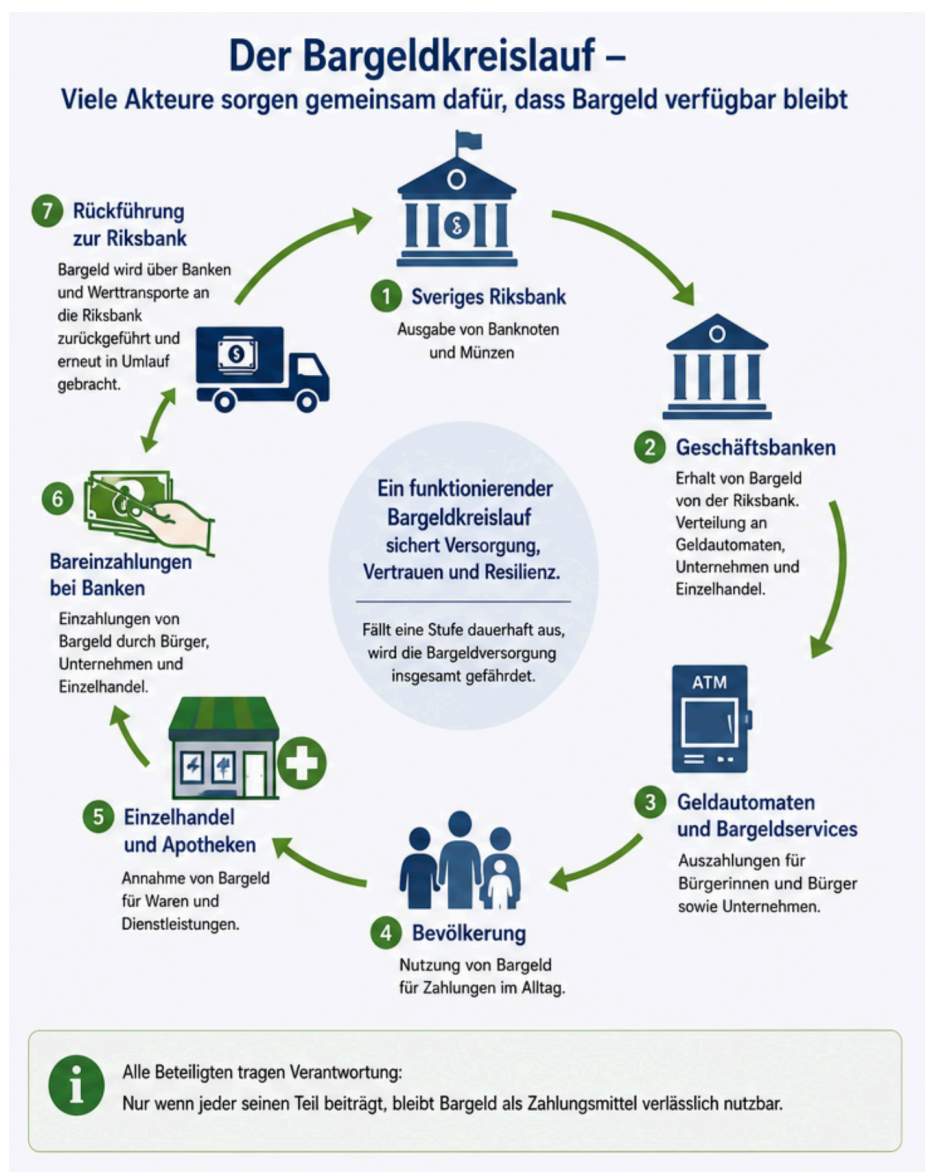 Der Bargeldkreislauf –
Viele Akteure sorgen gemeinsam dafür, dass Bargeld verfügbar bleibt
1 Sveriges Riksbank
Ausgabe von Banknoten
und Münzen
2 Geschäftsbanken
Erhalt von Bargeld
von der Riksbank.
Verteilung an
Geldautomaten,
Unternehmen und
Einzelhandel.
ATM
3 Geldautomaten
und Bargeldservices
Auszahlungen für
Bürgerinnen und Bürger
sowie Unternehmen.
4 Bevölkerung
Nutzung von Bargeld
für Zahlungen im Alltag.
5 Einzelhandel
und Apotheken
Annahme von Bargeld
für Waren und
Dienstleistungen.
6
Bareinzahlungen
bei Banken
Einzahlungen von
Bargeld durch Bürger,
Unternehmen und
Einzelhandel.
7 Rückführung
zur Riksbank
Bargeld wird über Banken
und Werttransporte an
die Riksbank
zurückgeführt und
erneut in Umlauf
gebracht.
Ein funktionierender
Bargeldkreislauf
sichert Versorgung,
Vertrauen und Resilienz.
Fällt eine Stufe dauerhaft aus,
wird die Bargeldversorgung
insgesamt gefährdet.
i
Alle Beteiligten tragen Verantwortung:
Nur wenn jeder seinen Teil beiträgt, bleibt Bargeld als Zahlungsmittel verlässlich nutzbar.